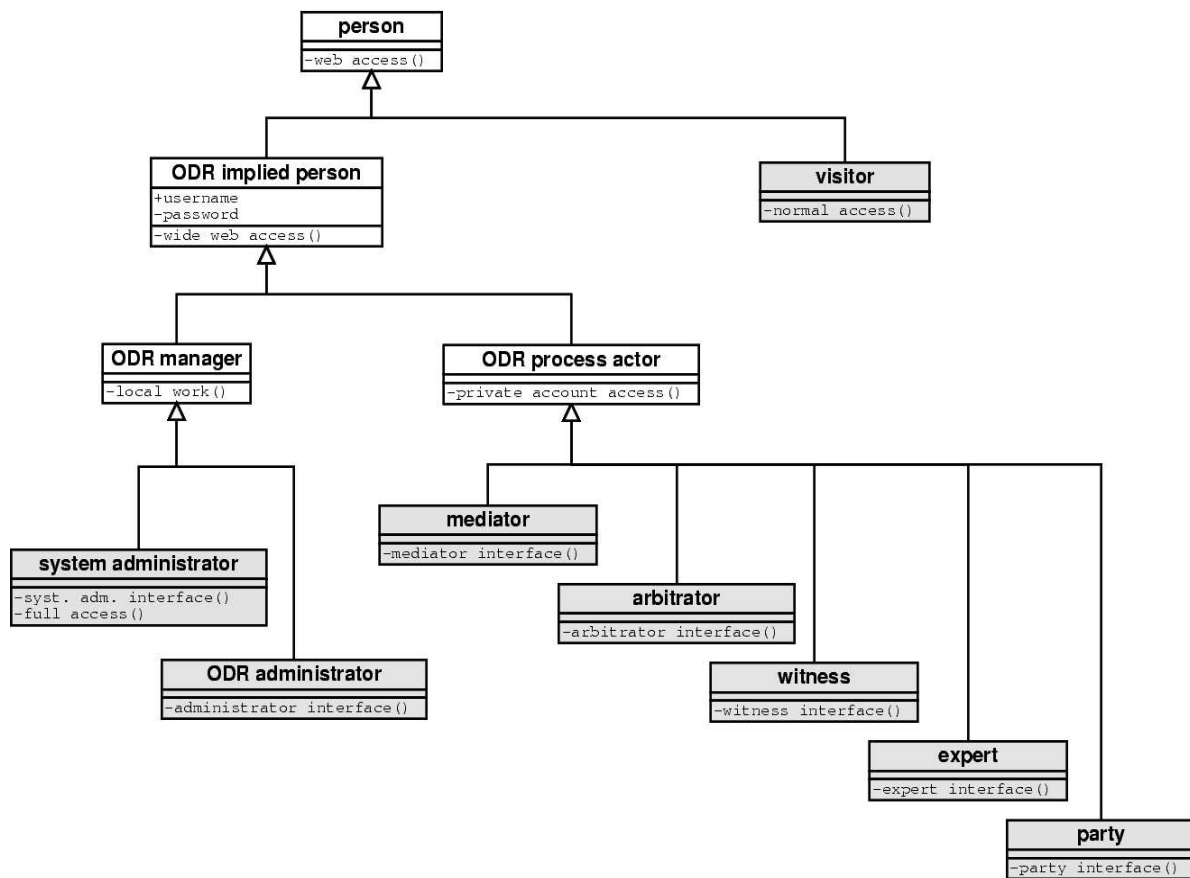 person
-web access()
ODR implied person
+username
-password
-wide web access()
visitor
-normal access()
ODR manager
-local work()
ODR process actor
-private account access()
mediator
-mediator interface()
system administrator
-syst. adm. interface()
-full access()
arbitrator
-arbitrator interface()
ODR administrator
-administrator interface()
witness
-witness interface()
expert
-expert interface()
party
-party interface()